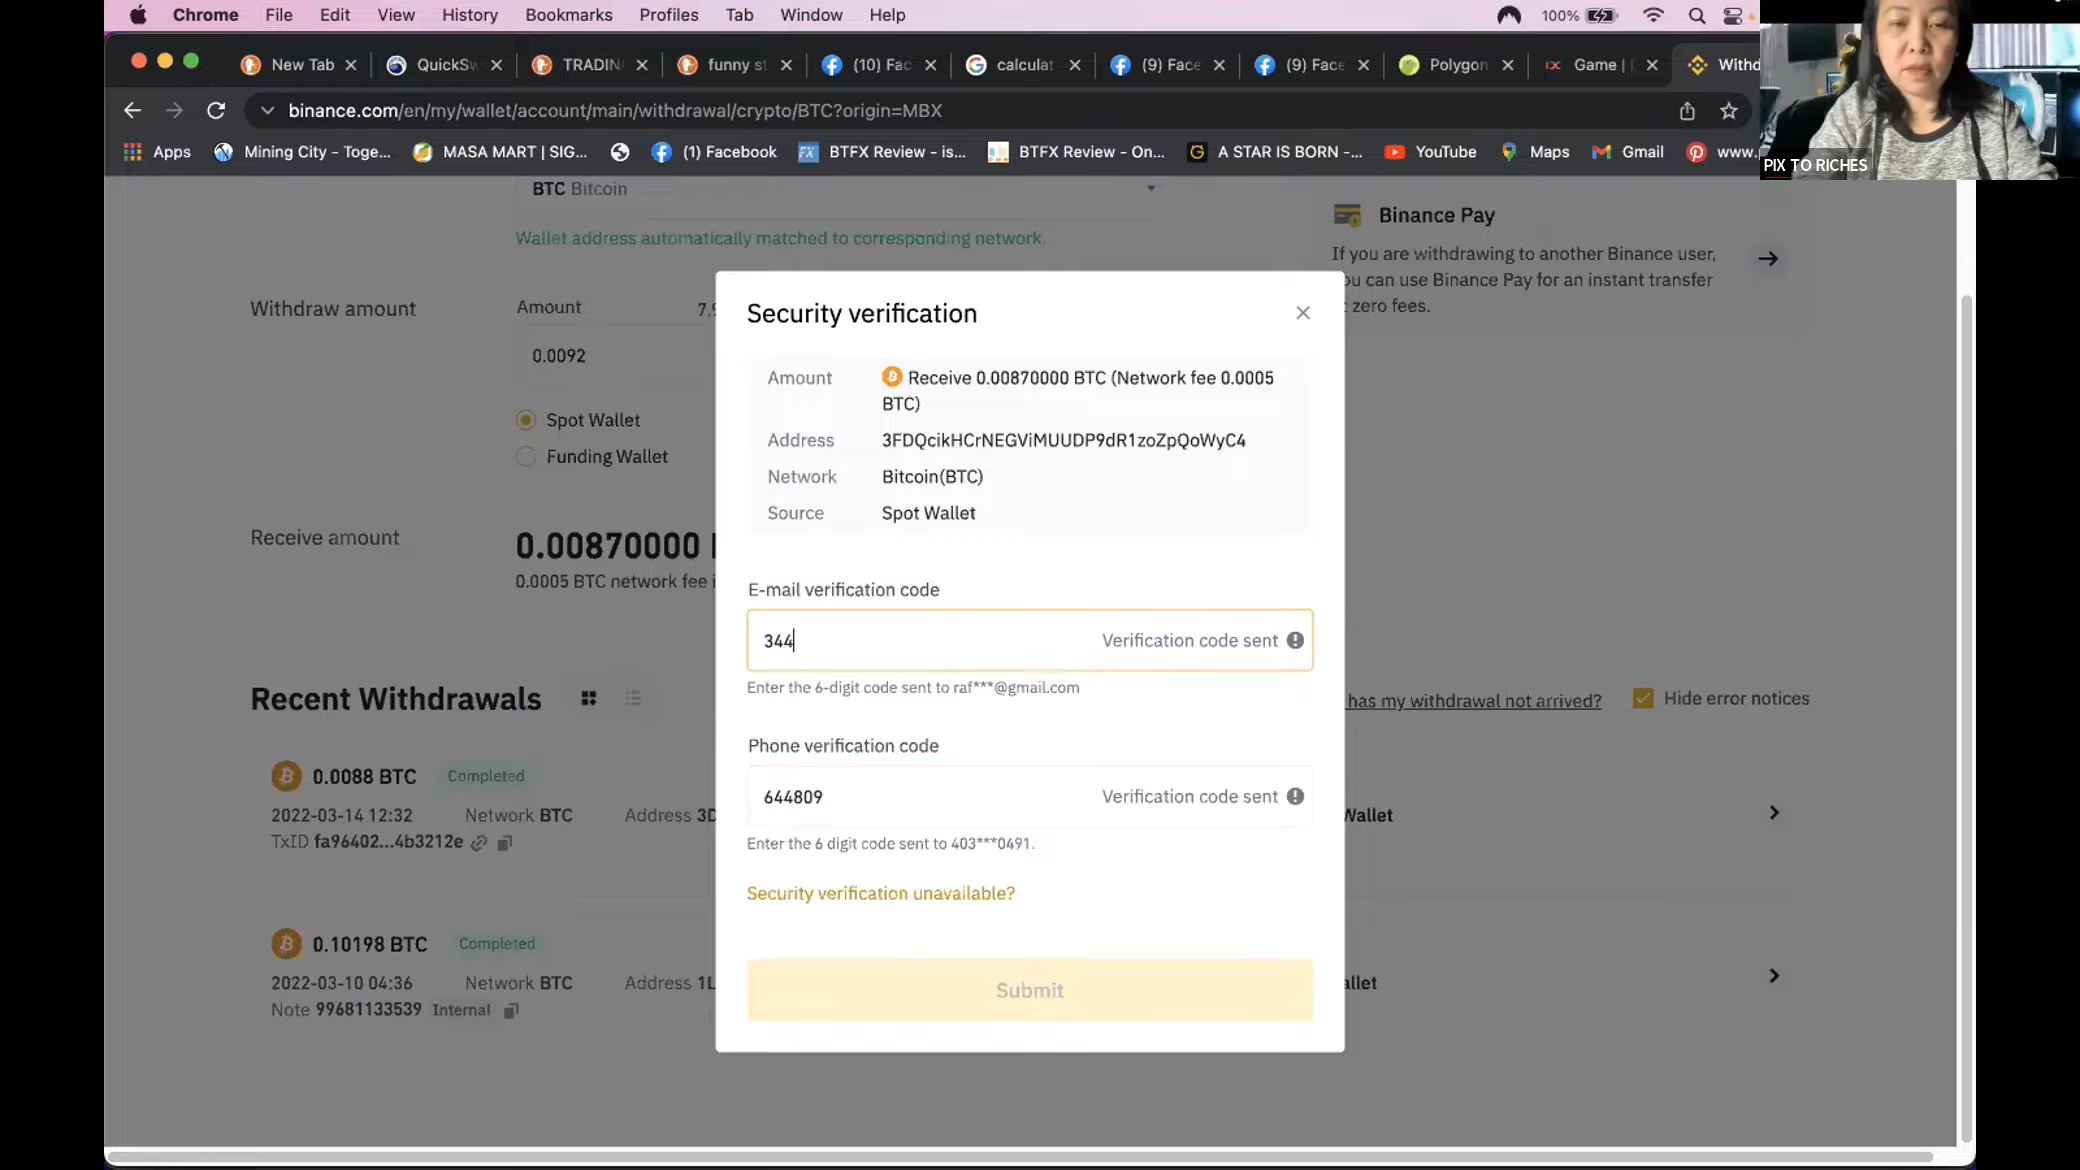 Chrome File Edit View History Bookmarks Profiles Tab Window Help 100%
New Tab QuickSw TRADIN funny st (10) Fac calculat (9) Face (9) Face Polygon Game | Withd
binance.com/en/my/wallet/account/main/withdrawal/crypto/BTC?origin=MBX
Apps Mining City - Toge... MASA MART | SIG... (1) Facebook BTFX Review - is... BTFX Review - On... A STAR IS BORN -... YouTube Maps Gmail www.
PIX TO RICHES
BTC Bitcoin
Wallet address automatically matched to corresponding network.
Binance Pay
If you are withdrawing to another Binance user,
ou can use Binance Pay for an instant transfer
zero fees.
Withdraw amount
Amount 7,9
0.0092
Spot Wallet
Funding Wallet
Receive amount
0.00870000
0.0005 BTC network fee i
Security verification
Amount Receive 0.00870000 BTC (Network fee 0.0005
BTC)
Address 3FDQcikHCrNEGViMUUDP9dR1zoZpQoWyC4
Network Bitcoin(BTC)
Source Spot Wallet
E-mail verification code
344 Verification code sent
Enter the 6-digit code sent to raf***@gmail.com
Phone verification code
644809 Verification code sent
Enter the 6 digit code sent to 403***0491.
Security verification unavailable?
Submit
Recent Withdrawals
has my withdrawal not arrived? Hide error notices
0.0088 BTC Completed
2022-03-14 12:32 Network BTC Address 3D Wallet
TxID fa96402...4b3212e
0.10198 BTC Completed
2022-03-10 04:36 Network BTC Address 1L allet
Note 99681133539 Internal